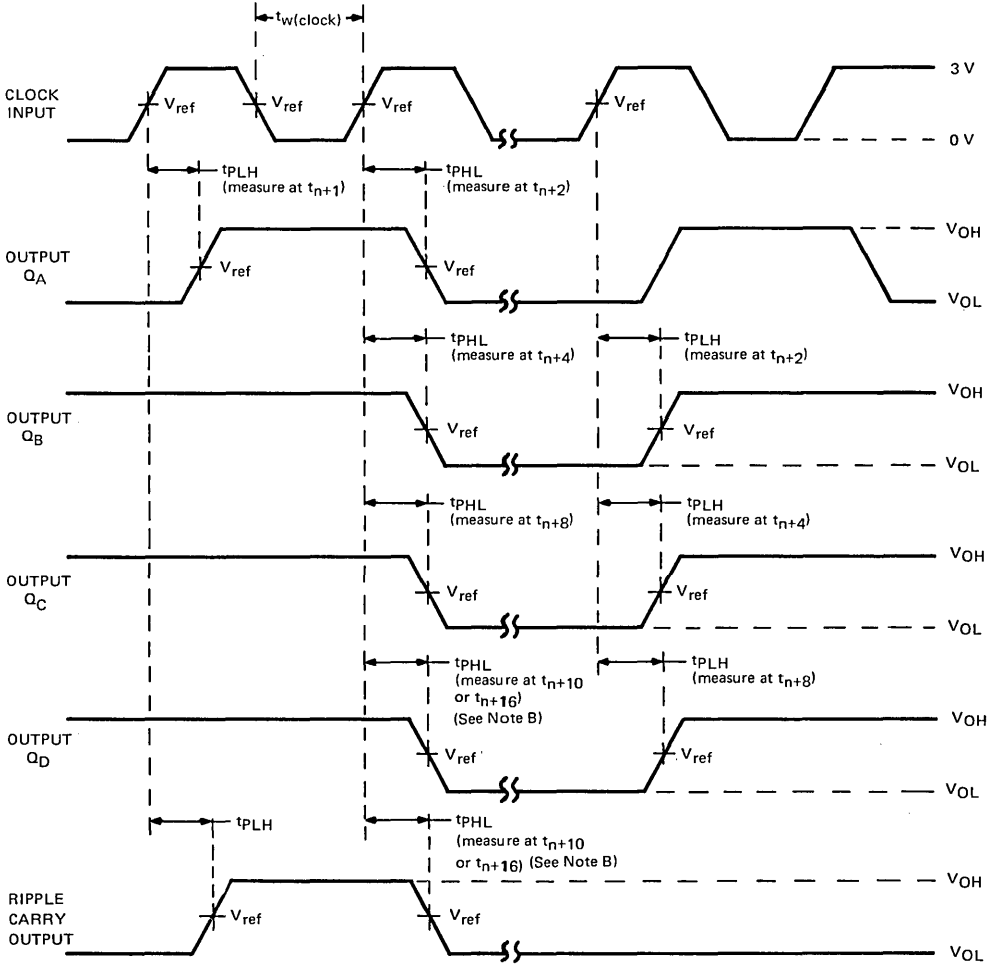 tw(clock)
CLOCK
INPUT
Vref
Vref
Vref
Vref
3 V
0 V
tPLH
(measure at tn+1)
tPHL
(measure at tn+2)
OUTPUT
QA
Vref
Vref
VOH
VOL
tPHL
(measure at tn+4)
tPLH
(measure at tn+2)
OUTPUT
QB
Vref
Vref
VOH
VOL
tPHL
(measure at tn+8)
tPLH
(measure at tn+4)
OUTPUT
QC
Vref
Vref
VOH
VOL
tPHL
(measure at tn+10
or tn+16)
(See Note B)
tPLH
(measure at tn+8)
OUTPUT
QD
Vref
Vref
VOH
VOL
tPLH
tPHL
(measure at tn+10
or tn+16) (See Note B)
RIPPLE
CARRY
OUTPUT
Vref
Vref
VOH
VOL